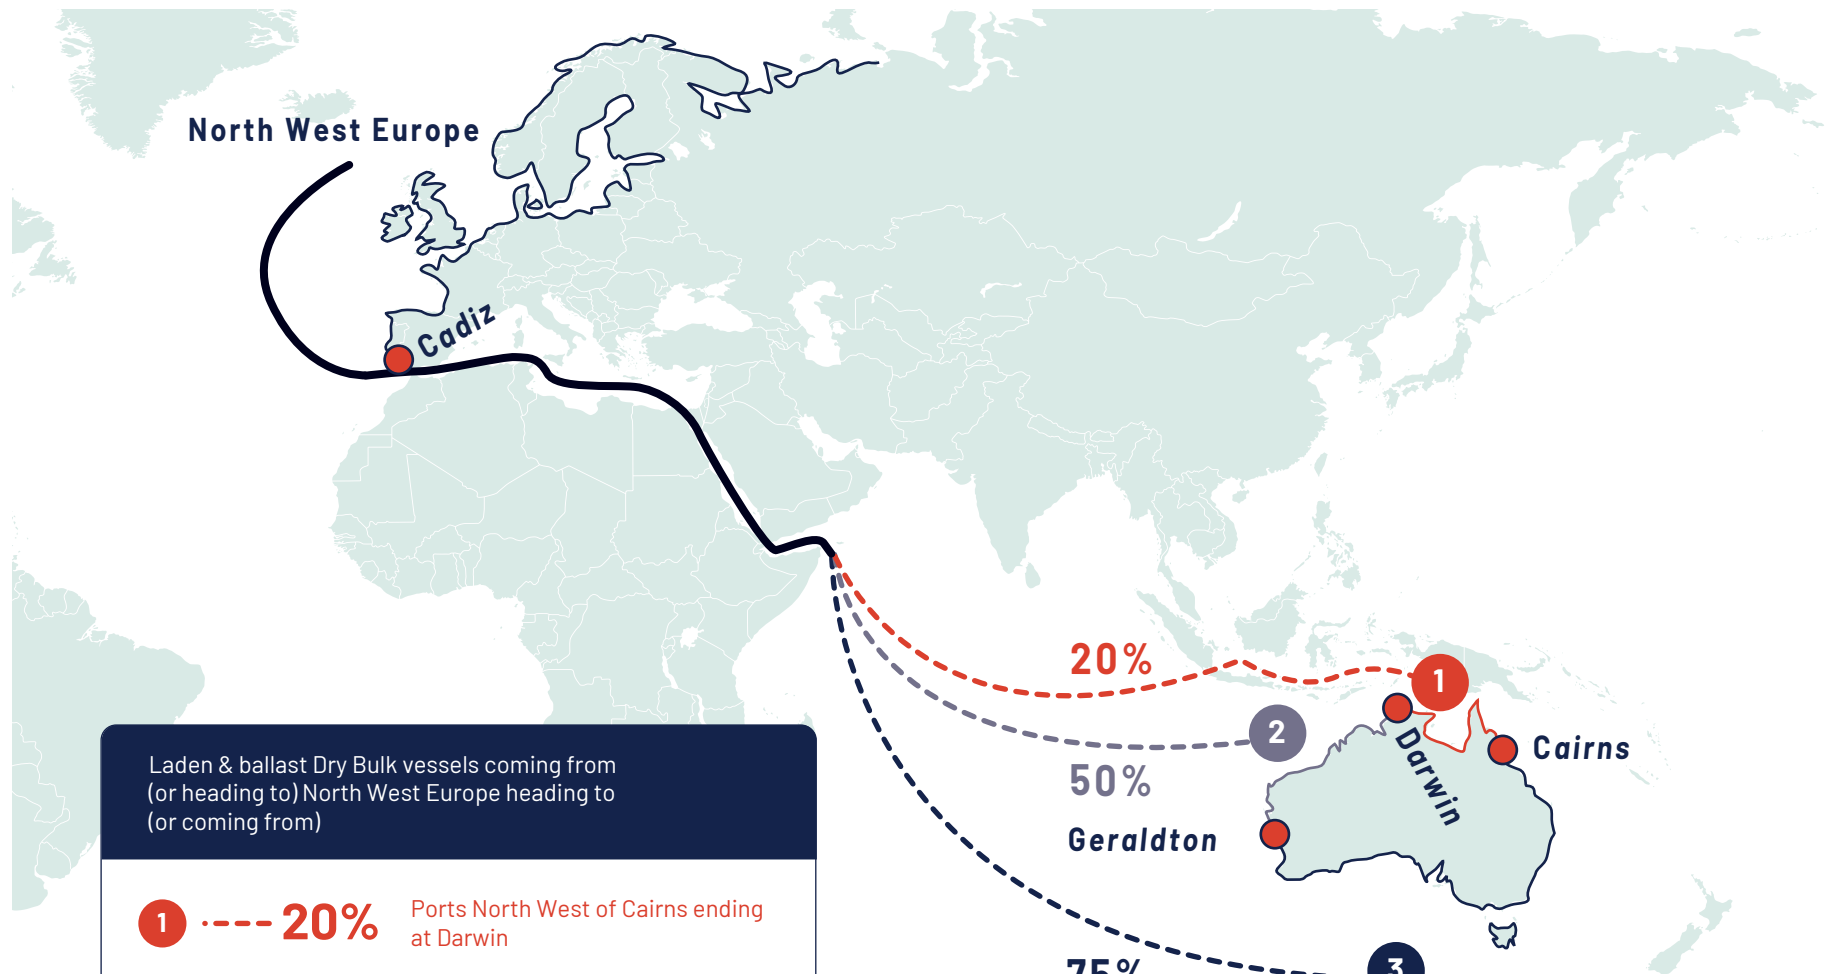 North West Europe
Cadiz
20%
1
2
Darwin
Cairns
50%
Geraldton
75%
3
Laden & ballast Dry Bulk vessels coming from
(or heading to) North West Europe heading to
(or coming from)
1
20%
Ports North West of Cairns ending
at Darwin